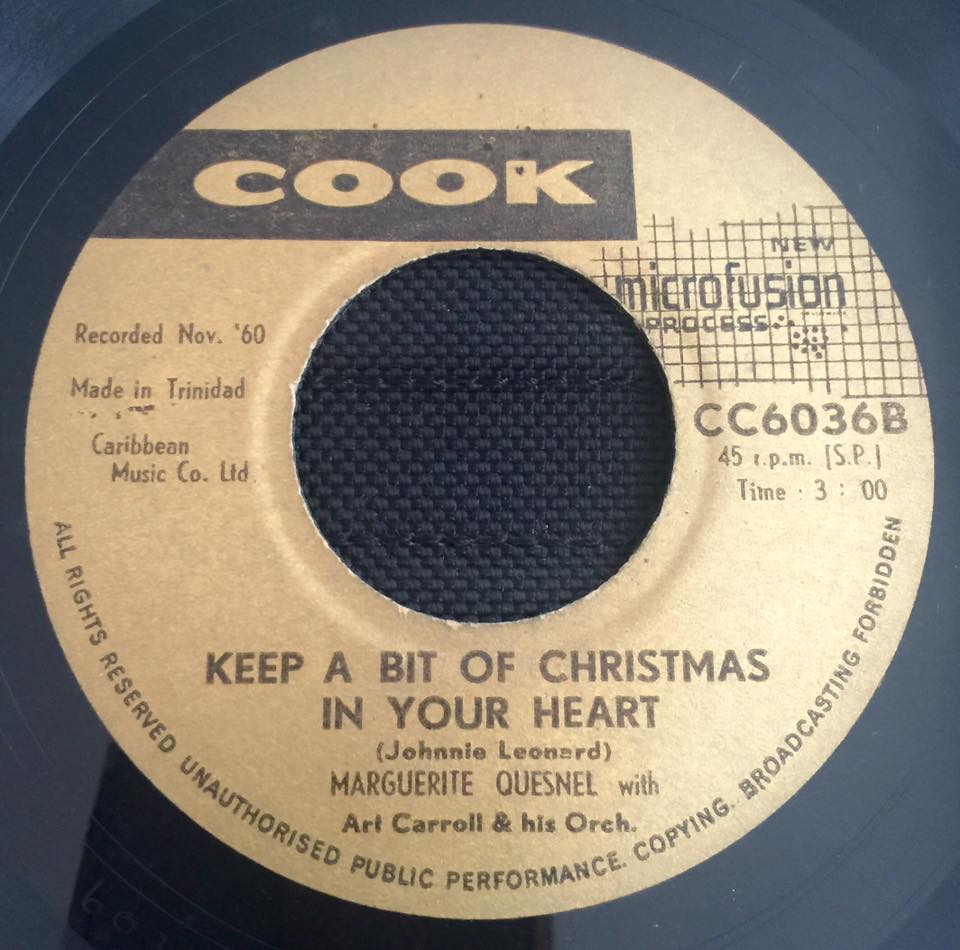 COOK
NEW
microfusion
PROCESS
Recorded Nov. '60
Made in Trinidad
Caribbean
Music Co. Ltd.
CC6036B
45 r.p.m. [S.P.]
Time : 3 : 00
KEEP A BIT OF CHRISTMAS
IN YOUR HEART
(Johnnie Leonard)
MARGUERITE QUESNEL with
Art Carroll & his Orch.
ALL RIGHTS RESERVED UNAUTHORISED PUBLIC PERFORMANCE. COPYING. BROADCASTING FORBIDDEN